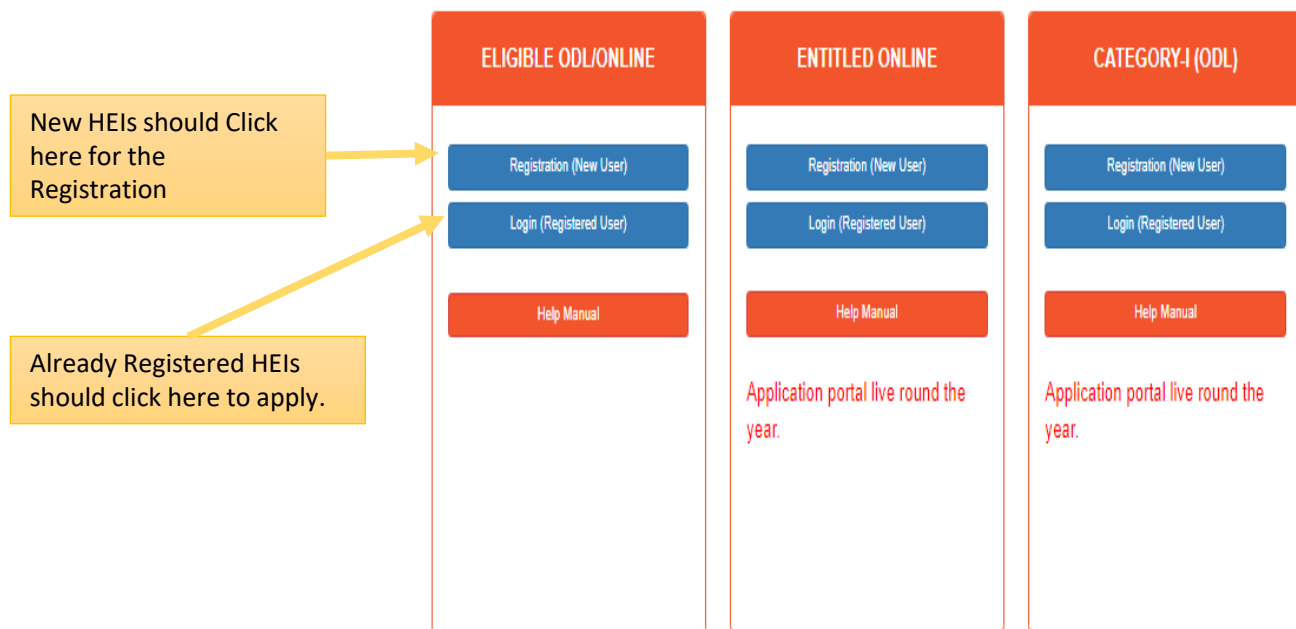 New HEIs should Click
here for the
Registration
Already Registered HEIs
should click here to apply.
ELIGIBLE ODL/ONLINE
Registration (New User)
Login (Registered User)
Help Manual
ENTITLED ONLINE
Registration (New User)
Login (Registered User)
Help Manual
Application portal live round the
year.
CATEGORY-I (ODL)
Registration (New User)
Login (Registered User)
Help Manual
Application portal live round the
year.